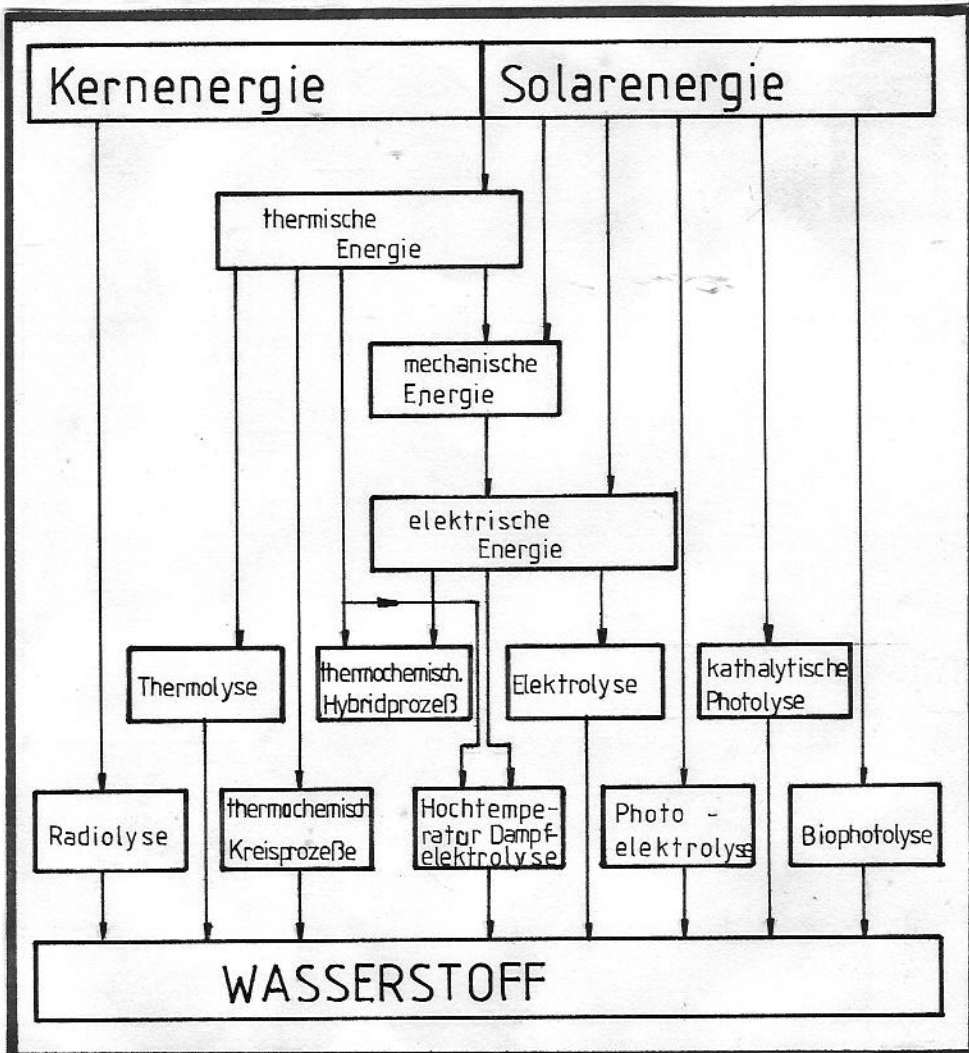 Kernenergie
Solarenergie
thermische
Energie
mechanische
Energie
elektrische
Energie
Thermolyse
thermochemisch.
Hybridprozeß
Elektrolyse
kathalytische
Photolyse
Radiolyse
thermochemisch
Kreisprozeße
Hochtempe-
rator Dampf-
elektrolyse
Photo -
elektrolyse
Biophotolyse
WASSERSTOFF